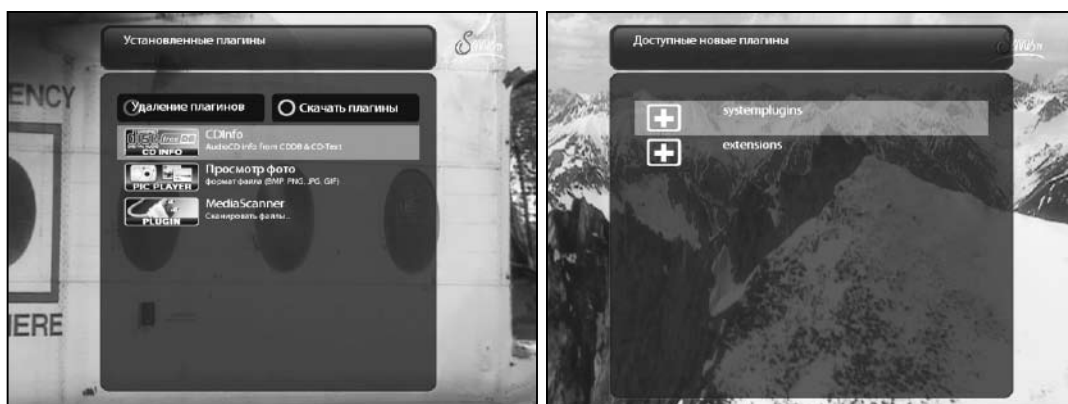 Установленные плагины
ENCY
Удаление плагинов
Скачать плагины
CD INFO
CDInfo
AudioCD Info from CDDB & CD-Text
PIC PLAYER
Просмотр фото
формат файла (BMP, PNG, JPG, GIF)
PLUGIN
MediaScanner
Сканировать файлы...
IERE
Доступные новые плагины
systemplugins
extensions